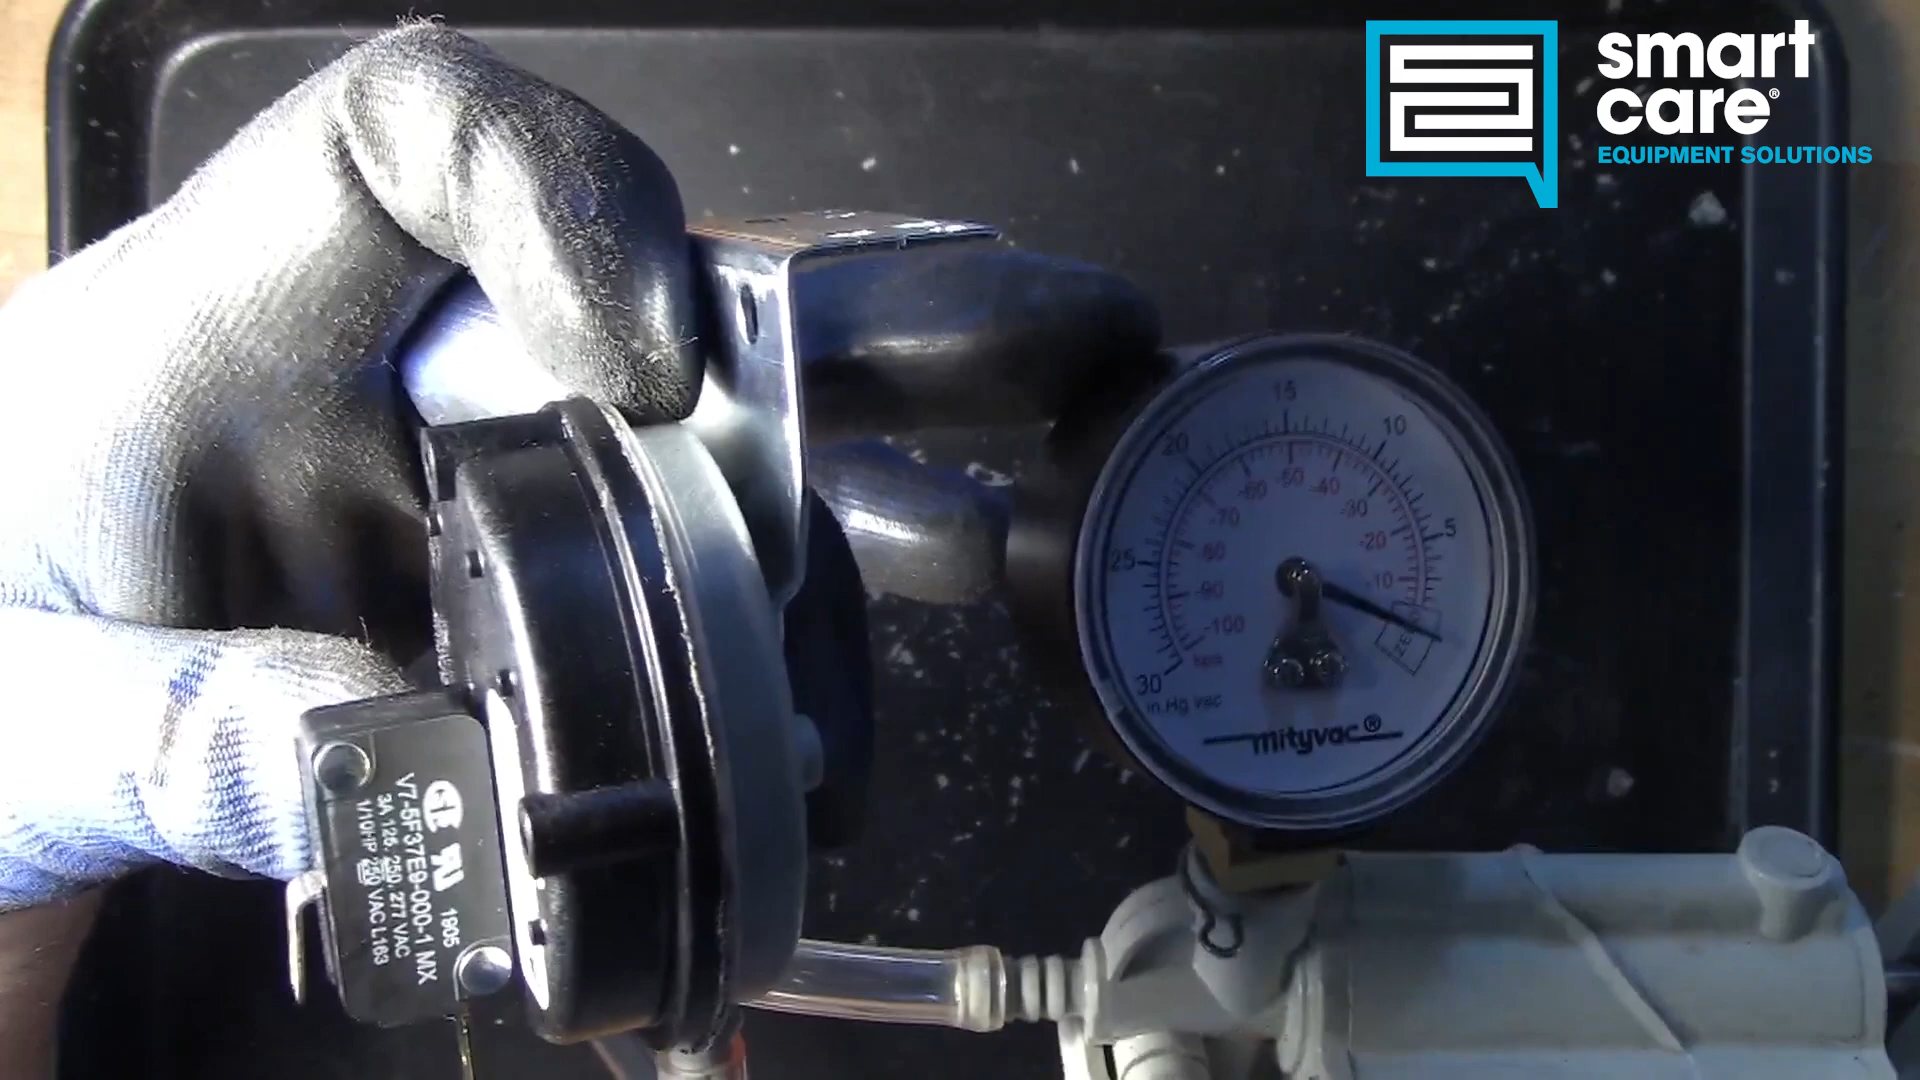 smart
care®
EQUIPMENT SOLUTIONS
15
10
20
5
25
30
-50
-40
-60
-30
-70
-20
-80
-10
-90
-100
kpa
in.Hg vac
mityvac®
V7-5F37E9-000-1 MX
3A 125, 250, 277 VAC
1/10HP 250 VAC L163
1905